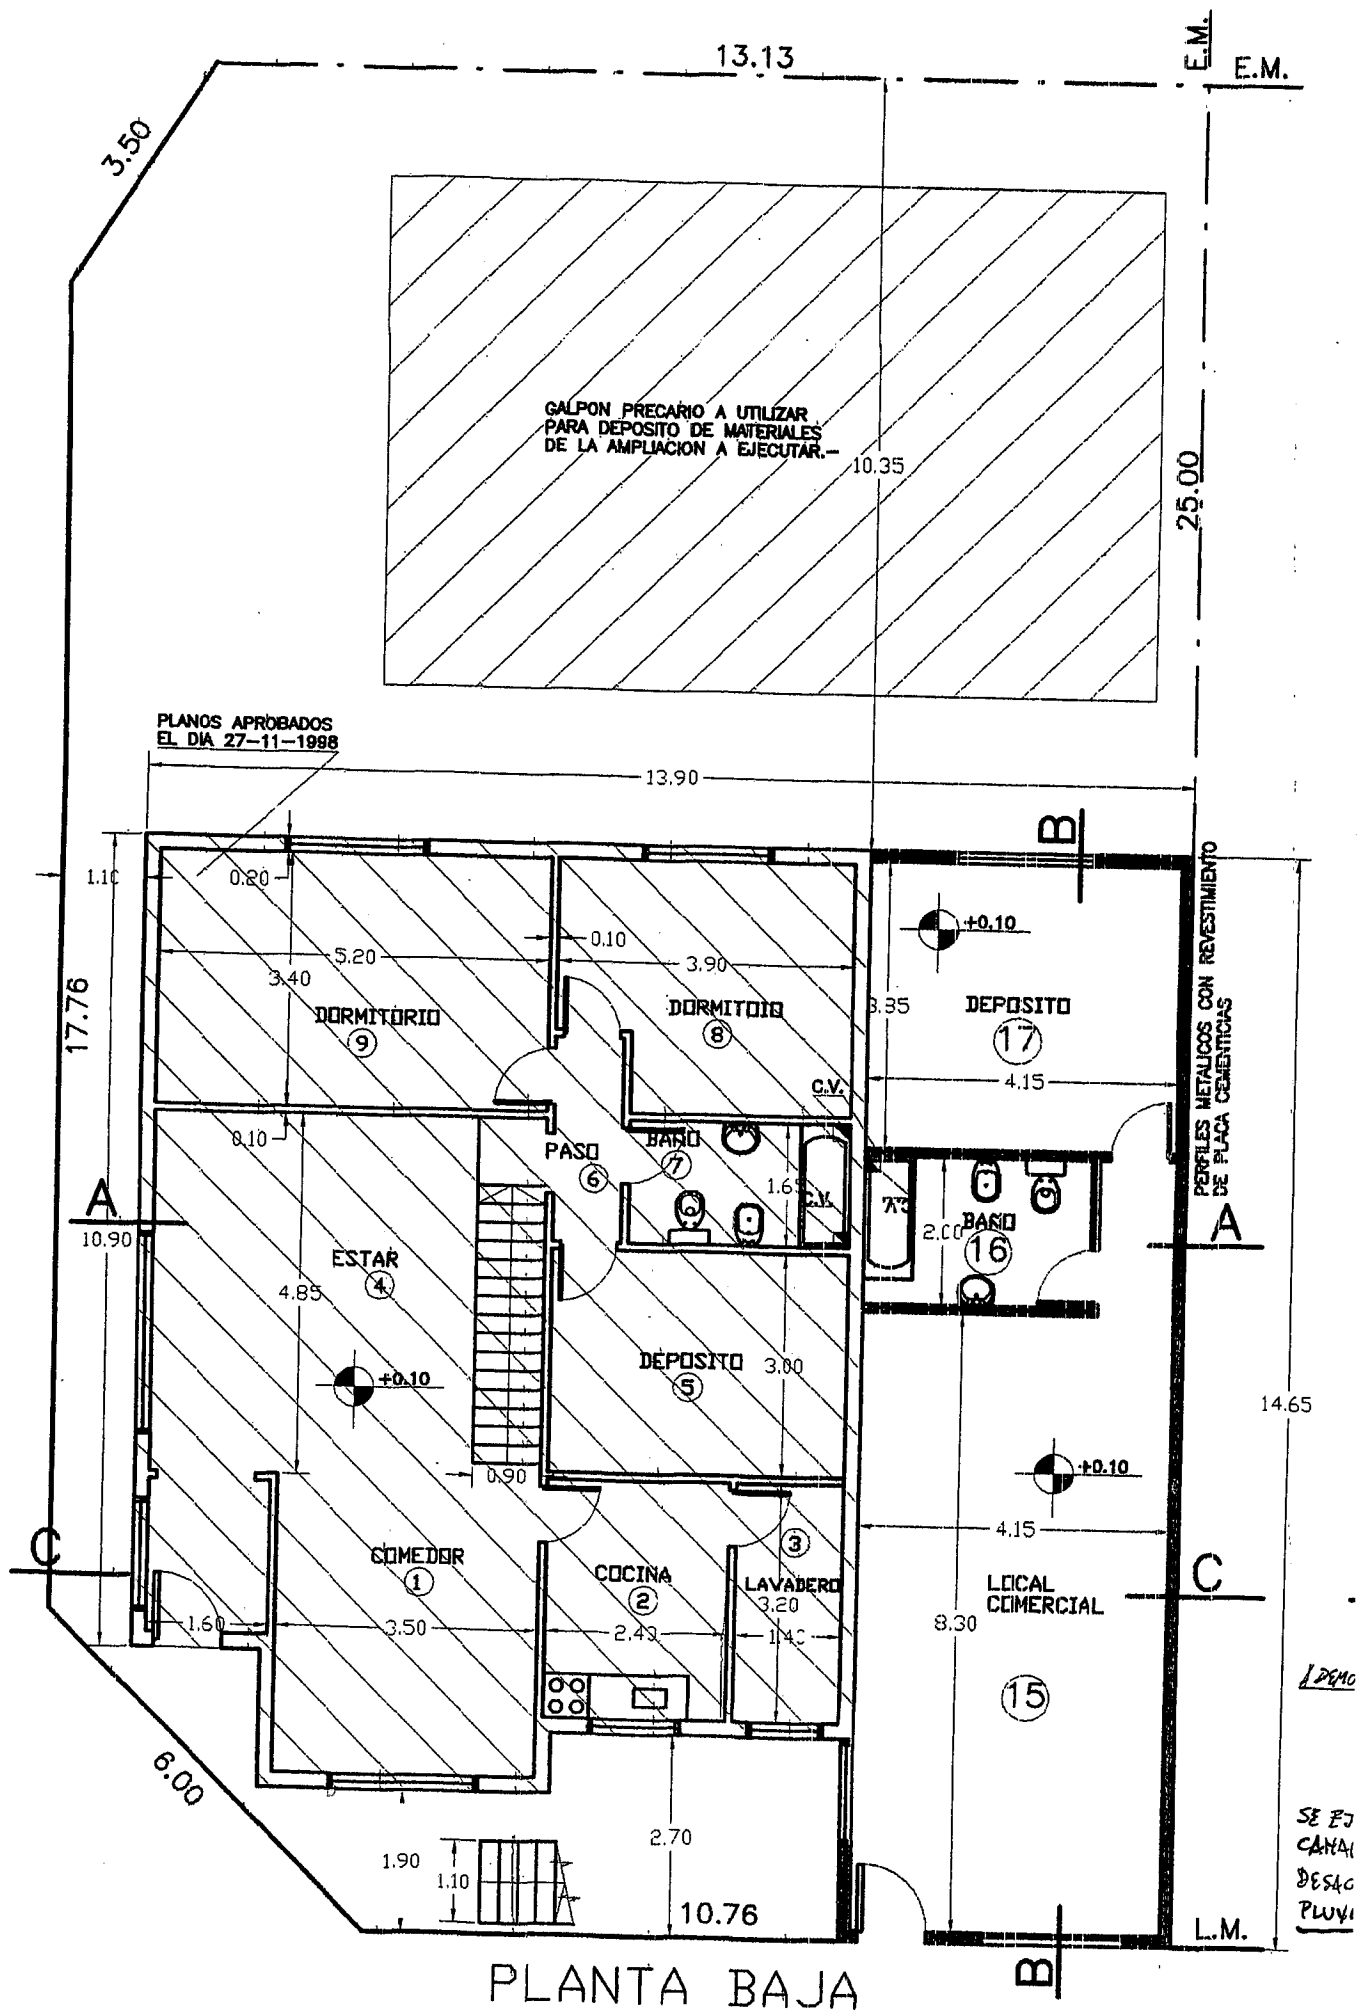 13.13
E.M.
E.M.
3.50
GALPON PRECARIO A UTILIZAR
PARA DEPOSITO DE MATERIALES
DE LA AMPLIACION A EJECUTAR.-
10.35
25.00
PLANOS APROBADOS
EL DIA 27-11-1998
13.90
B
1.10
0.20
5.20
3.40
0.10
3.90
+0.10
DORMITORIO
9
DORMITOIO
8
3.85
DEPOSITO
17
4.15
PERFILES METALICOS CON REVESTIMIENTO
DE PLACA CEMENTICIAS
17.76
C.V.
0.10
PASO
6
BAÑO
7
1.65
C.V.
A
10.90
2.00
BAÑO
16
A
ESTAR
4
4.85
+0.10
DEPOSITO
5
3.00
14.65
0.90
+0.10
4.15
C
COMEDOR
1
COCINA
2
3
LAVADERO
3.20
LOCAL
COMERCIAL
C
1.60
3.50
2.40
1.40
8.30
15
6.00
2.70
1.90
1.10
SE EJ
10.76
L.M.
B
PLANTA BAJA